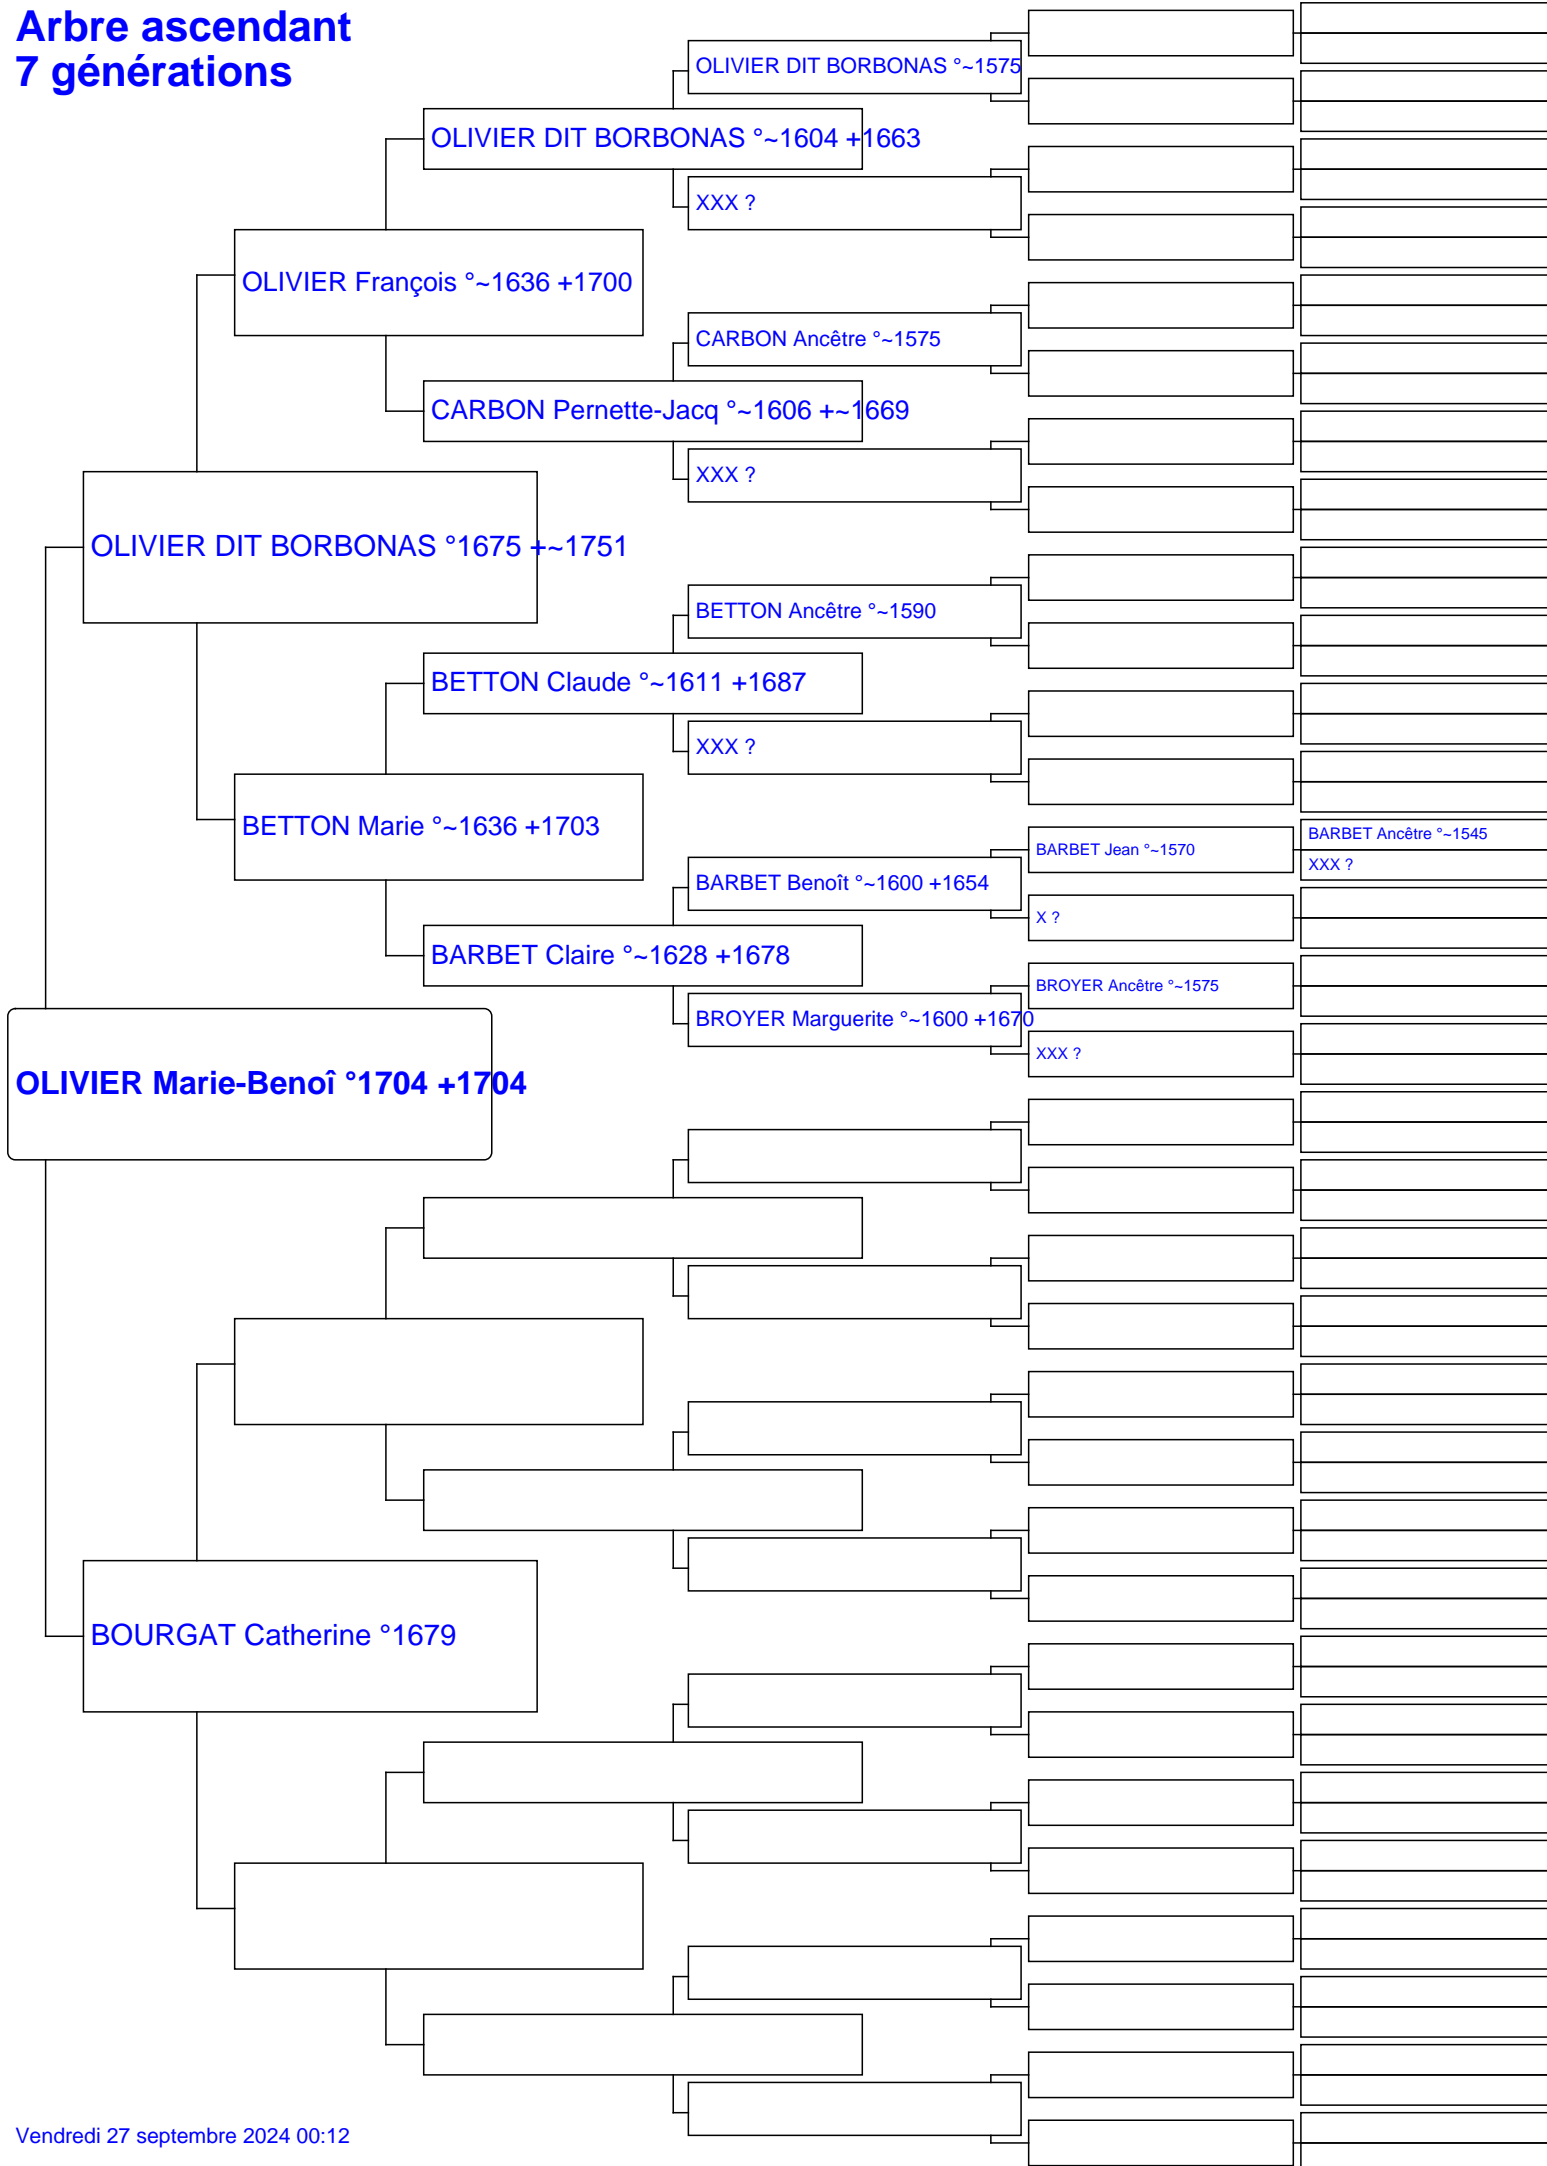 Arbre ascendant
7 générations
OLIVIER DIT BORBONAS °~1575
OLIVIER DIT BORBONAS °~1604 +1663
XXX ?
OLIVIER François °~1636 +1700
CARBON Ancêtre °~1575
CARBON Pernette-Jacq °~1606 +~1669
XXX ?
OLIVIER DIT BORBONAS °1675 +~1751
BETTON Ancêtre °~1590
BETTON Claude °~1611 +1687
XXX ?
BETTON Marie °~1636 +1703
BARBET Ancêtre °~1545
BARBET Jean °~1570
XXX ?
BARBET Benoît °~1600 +1654
X ?
BARBET Claire °~1628 +1678
BROYER Ancêtre °~1575
BROYER Marguerite °~1600 +1670
XXX ?
OLIVIER Marie-Benoî °1704 +1704
BOURGAT Catherine °1679
Vendredi 27 septembre 2024 00:12